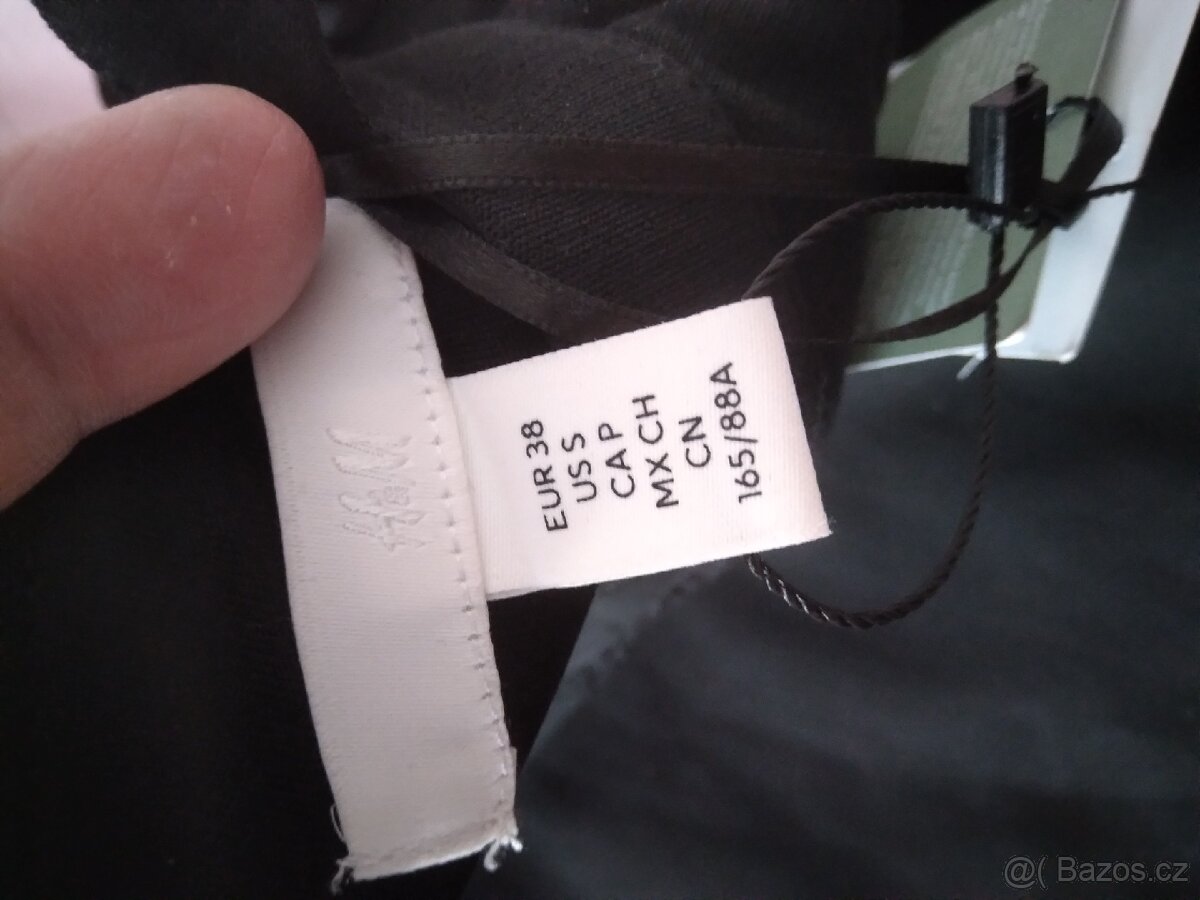 H&M
EUR 38
US S
CA P
MX CH
CN
165/88A
@( Bazos.cz